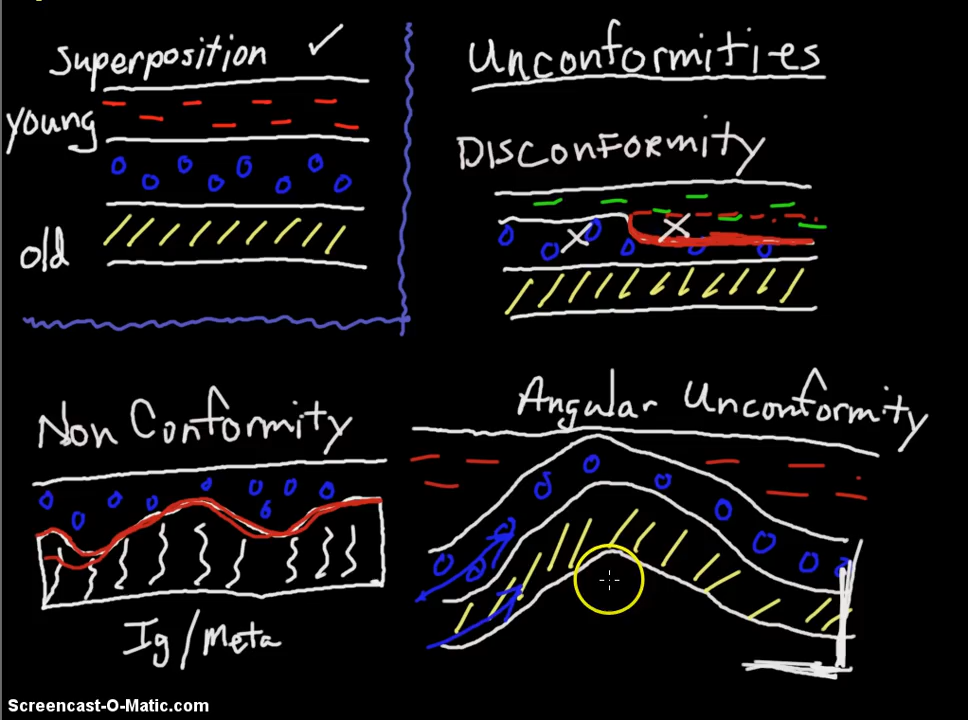 Superposition
young
old
Unconformities
DISCONFORMITY
Non Conformity
Ig/Meta
Angular Unconformity
Screencast-O-Matic.com